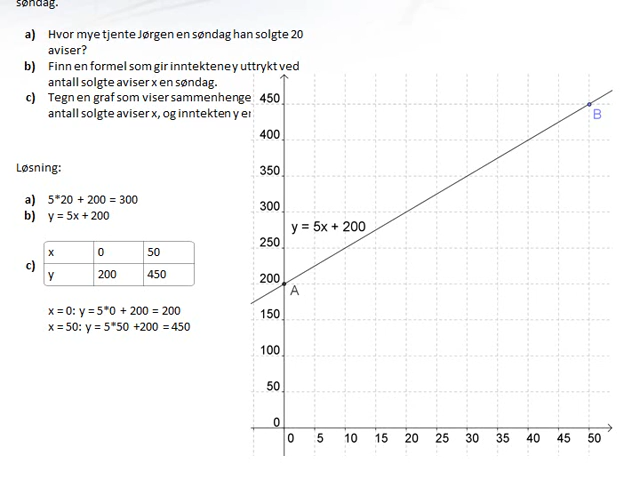 søndag.
a) Hvor mye tjente Jørgen en søndag han solgte 20
aviser?
b) Finn en formel som gir inntektene y uttrykt ved
antall solgte aviser x en søndag.
c) Tegn en graf som viser sammenhenge
antall solgte aviser x, og inntekten y er
Løsning:
a) 5*20 + 200 = 300
b) y = 5x + 200
c)
x 0 50
y 200 450
x = 0: y = 5*0 + 200 = 200
x = 50: y = 5*50 +200 = 450
450
400
350
300
250
200
150
100
50
0
y = 5x + 200
A
B
0 5 10 15 20 25 30 35 40 45 50